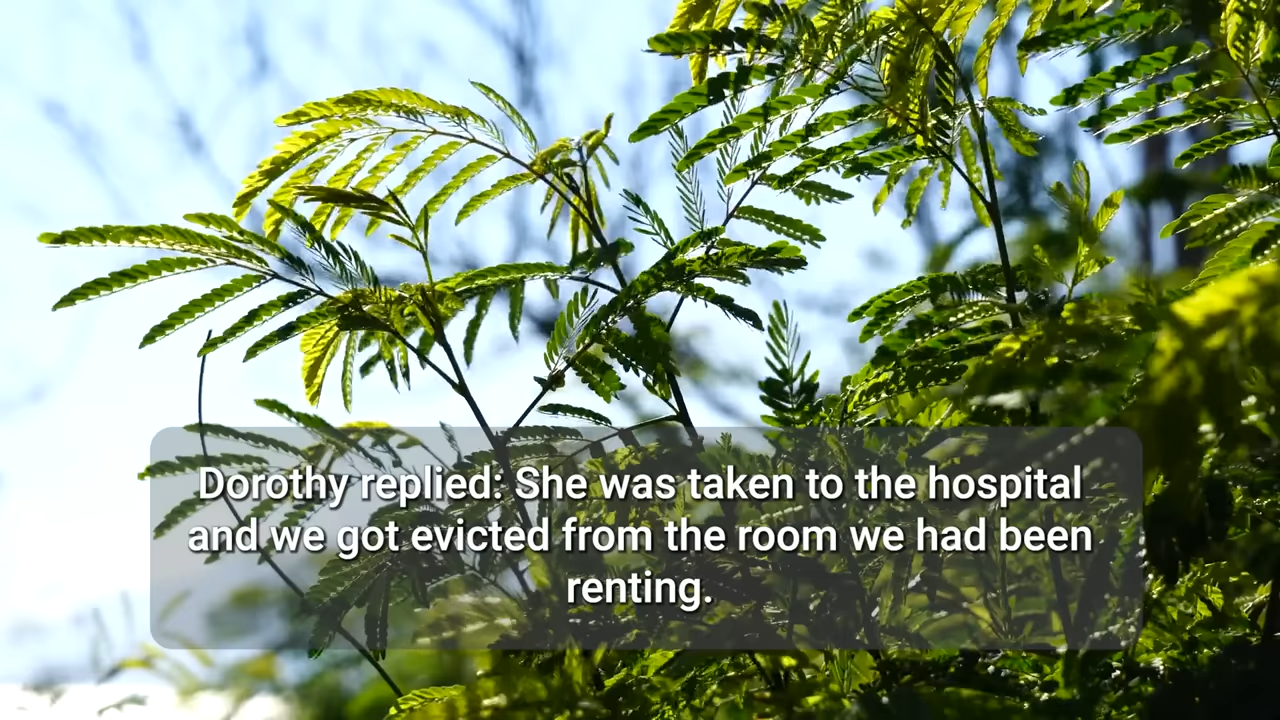 Dorothy replied: She was taken to the hospital
and we got evicted from the room we had been
renting.